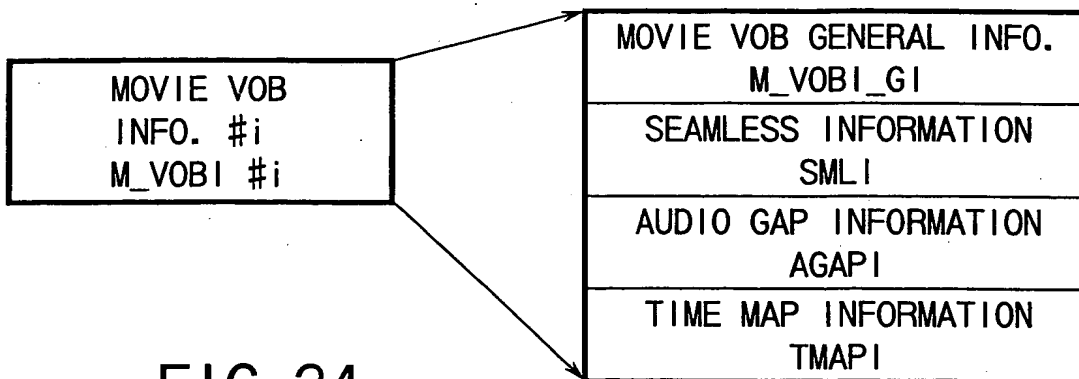 MOVIE VOB
INFO. #i
M_VOBI #i
MOVIE VOB GENERAL INFO.
M_VOBI_GI
SEAMLESS INFORMATION
SMLI
AUDIO GAP INFORMATION
AGAPI
TIME MAP INFORMATION
TMAPI